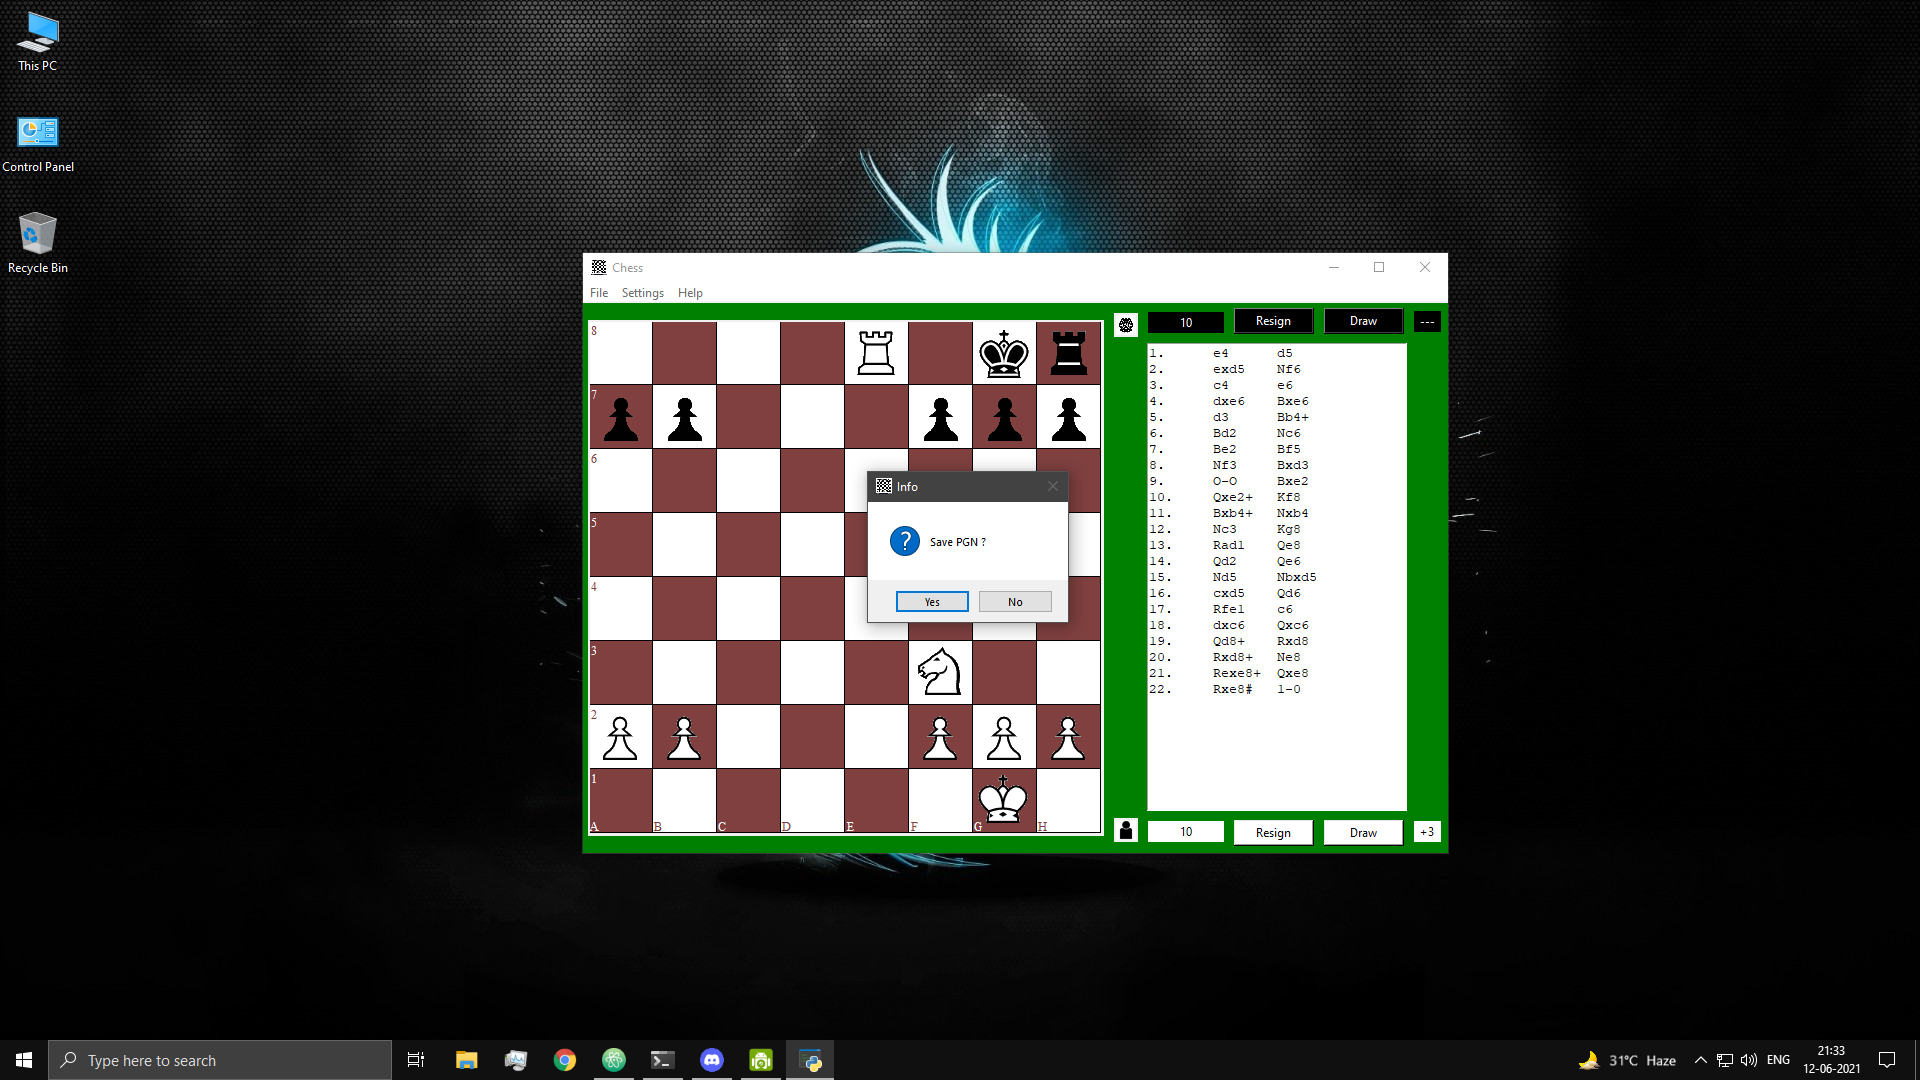 This PC
Control Panel
Recycle Bin
Chess
File Settings Help
8
7
6
5
4
3
2
1
A B C D E F G H
Info
Save PGN ?
Yes No
10 Resign Draw ---
1. e4 d5
2. exd5 Nf6
3. c4 e6
4. dxe6 Bxe6
5. d3 Bb4+
6. Bd2 Nc6
7. Be2 Bf5
8. Nf3 Bxd3
9. O-O Bxe2
10. Qxe2+ Kf8
11. Bxb4+ Nxb4
12. Nc3 Kg8
13. Rad1 Qe8
14. Qd2 Qe6
15. Nd5 Nbxd5
16. cxd5 Qd6
17. Rfe1 c6
18. dxc6 Qxc6
19. Qd8+ Rxd8
20. Rxd8+ Ne8
21. Rexe8+ Qxe8
22. Rxe8# 1-0
10 Resign Draw +3
Type here to search
31°C Haze
ENG
21:33
12-06-2021